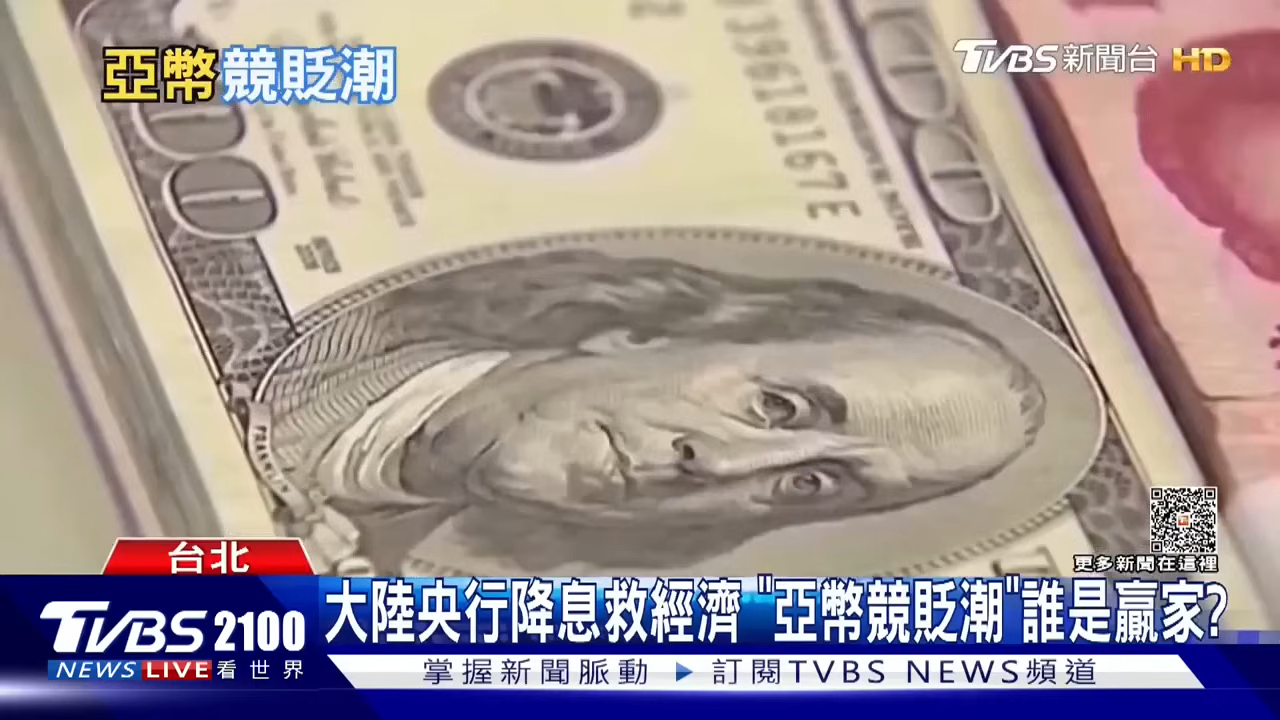 亞幣競貶潮
TVBS新聞台 HD
100
39618167E
FRANKLIN
更多新聞在這裡
台北
大陸央行降息救經濟 "亞幣競貶潮"誰是贏家?
TVBS 2100
NEWS LIVE 看世界
掌握新聞脈動 ▶ 訂閱TVBS NEWS頻道